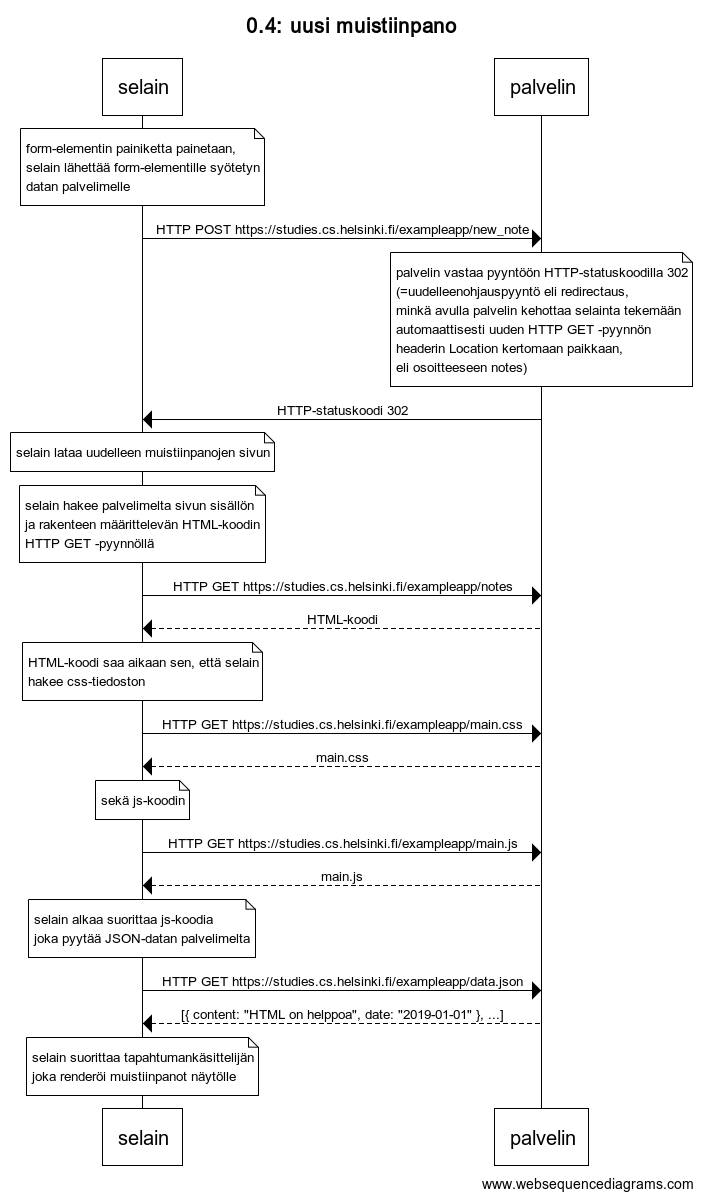 0.4: uusi muistiinpano
selain
palvelin
form-elementin painiketta painetaan,
selain lähettää form-elementille syötetyn
datan palvelimelle
HTTP POST https://studies.cs.helsinki.fi/exampleapp/new_note
palvelin vastaa pyyntöön HTTP-statuskoodilla 302
(=uudelleenohjauspyyntö eli redirectaus,
minkä avulla palvelin kehottaa selainta tekemään
automaattisesti uuden HTTP GET -pyynnön
headerin Location kertomaan paikkaan,
eli osoitteeseen notes)
HTTP-statuskoodi 302
selain lataa uudelleen muistiinpanojen sivun
selain hakee palvelimelta sivun sisällön
ja rakenteen määrittelevän HTML-koodin
HTTP GET -pyynnöllä
HTTP GET https://studies.cs.helsinki.fi/exampleapp/notes
HTML-koodi
HTML-koodi saa aikaan sen, että selain
hakee css-tiedoston
HTTP GET https://studies.cs.helsinki.fi/exampleapp/main.css
main.css
sekä js-koodin
HTTP GET https://studies.cs.helsinki.fi/exampleapp/main.js
main.js
selain alkaa suorittaa js-koodia
joka pyytää JSON-datan palvelimelta
HTTP GET https://studies.cs.helsinki.fi/exampleapp/data.json
[{ content: "HTML on helppoa", date: "2019-01-01" }, ...]
selain suorittaa tapahtumankäsittelijän
joka renderöi muistiinpanot näytölle
selain
palvelin
www.websequencediagrams.com